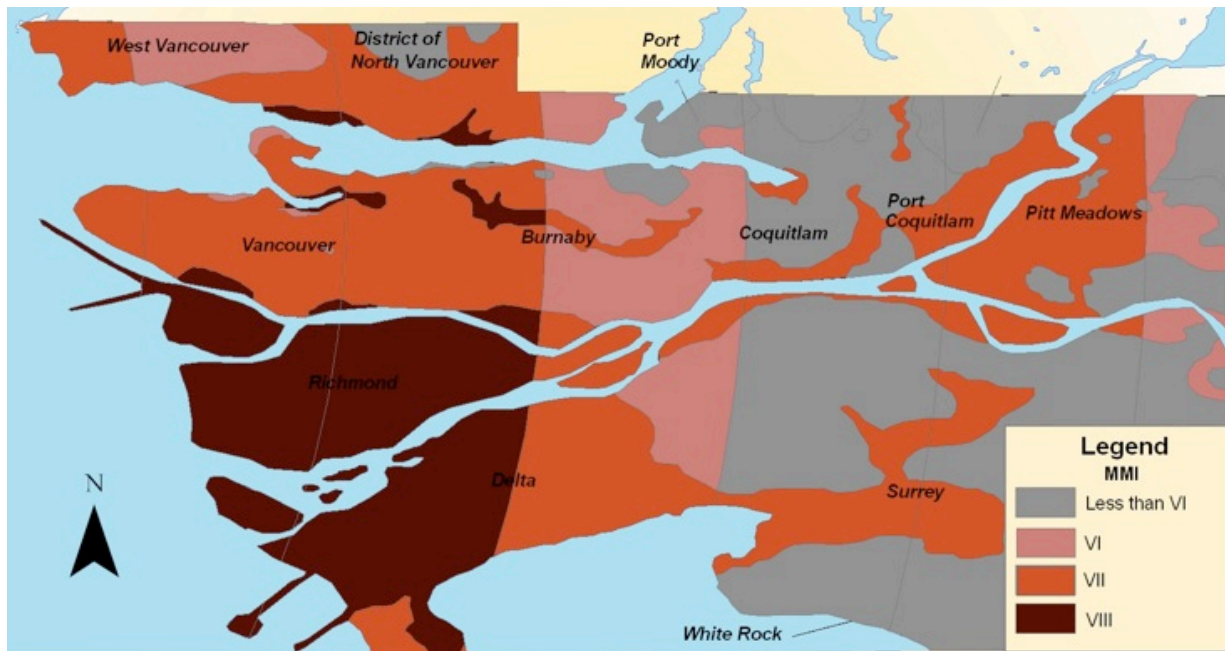 West Vancouver
District of
North Vancouver
Port
Moody
Vancouver
Burnaby
Coquitlam
Port
Coquitlam
Pitt Meadows
Richmond
Delta
Surrey
White Rock
N
Legend
MMI
Less than VI
VI
VII
VIII